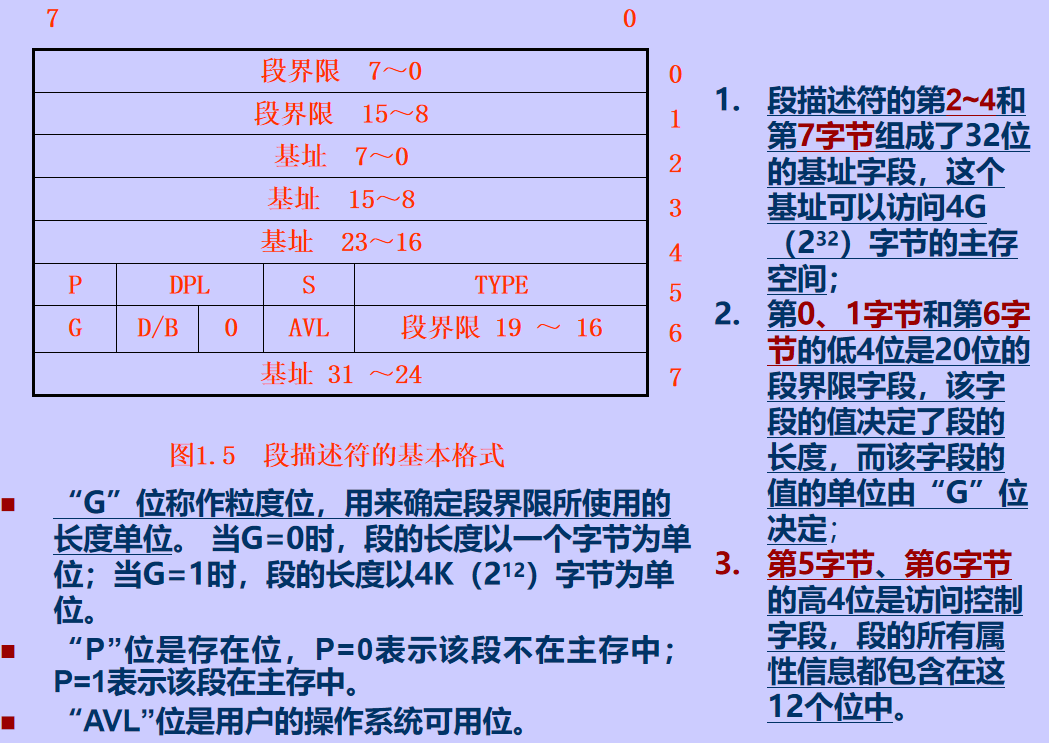 7 0
段界限 7～0 0
段界限 15～8 1
基址 7～0 2
基址 15～8 3
基址 23～16 4
P DPL S TYPE 5
G D/B 0 AVL 段界限 19 ～ 16 6
基址 31 ～24 7
图1.5 段描述符的基本格式
“G”位称作粒度位，用来确定段界限所使用的
长度单位。 当G=0时，段的长度以一个字节为单
位；当G=1时，段的长度以4K（2¹²）字节为单
位。
“P”位是存在位，P=0表示该段不在主存中；
P=1表示该段在主存中。
“AVL”位是用户的操作系统可用位。
1. 段描述符的第2~4和
第7字节组成了32位
的基址字段，这个
基址可以访问4G
（2³²）字节的主存
空间；
2. 第0、1字节和第6字
节的低4位是20位的
段界限字段，该字
段的值决定了段的
长度，而该字段的
值的单位由“G”位
决定；
3. 第5字节、第6字节
的高4位是访问控制
字段，段的所有属
性信息都包含在这
12个位中。